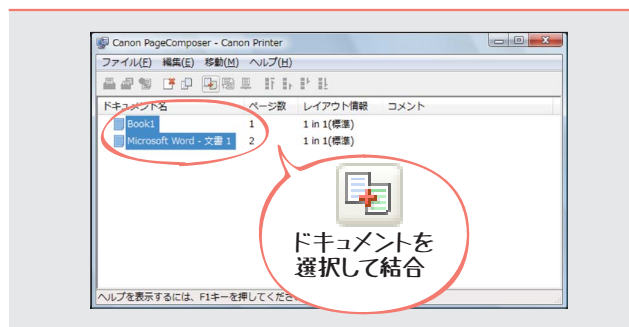 Canon PageComposer - Canon Printer
ファイル(F) 編集(E) 移動(M) ヘルプ(H)
ドキュメント名 ページ数 レイアウト情報 コメント
Book1 1 1 in 1(標準)
Microsoft Word - 文書 1 2 1 in 1(標準)
ドキュメントを
選択して結合
ヘルプを表示するには、F1キーを押してくださ